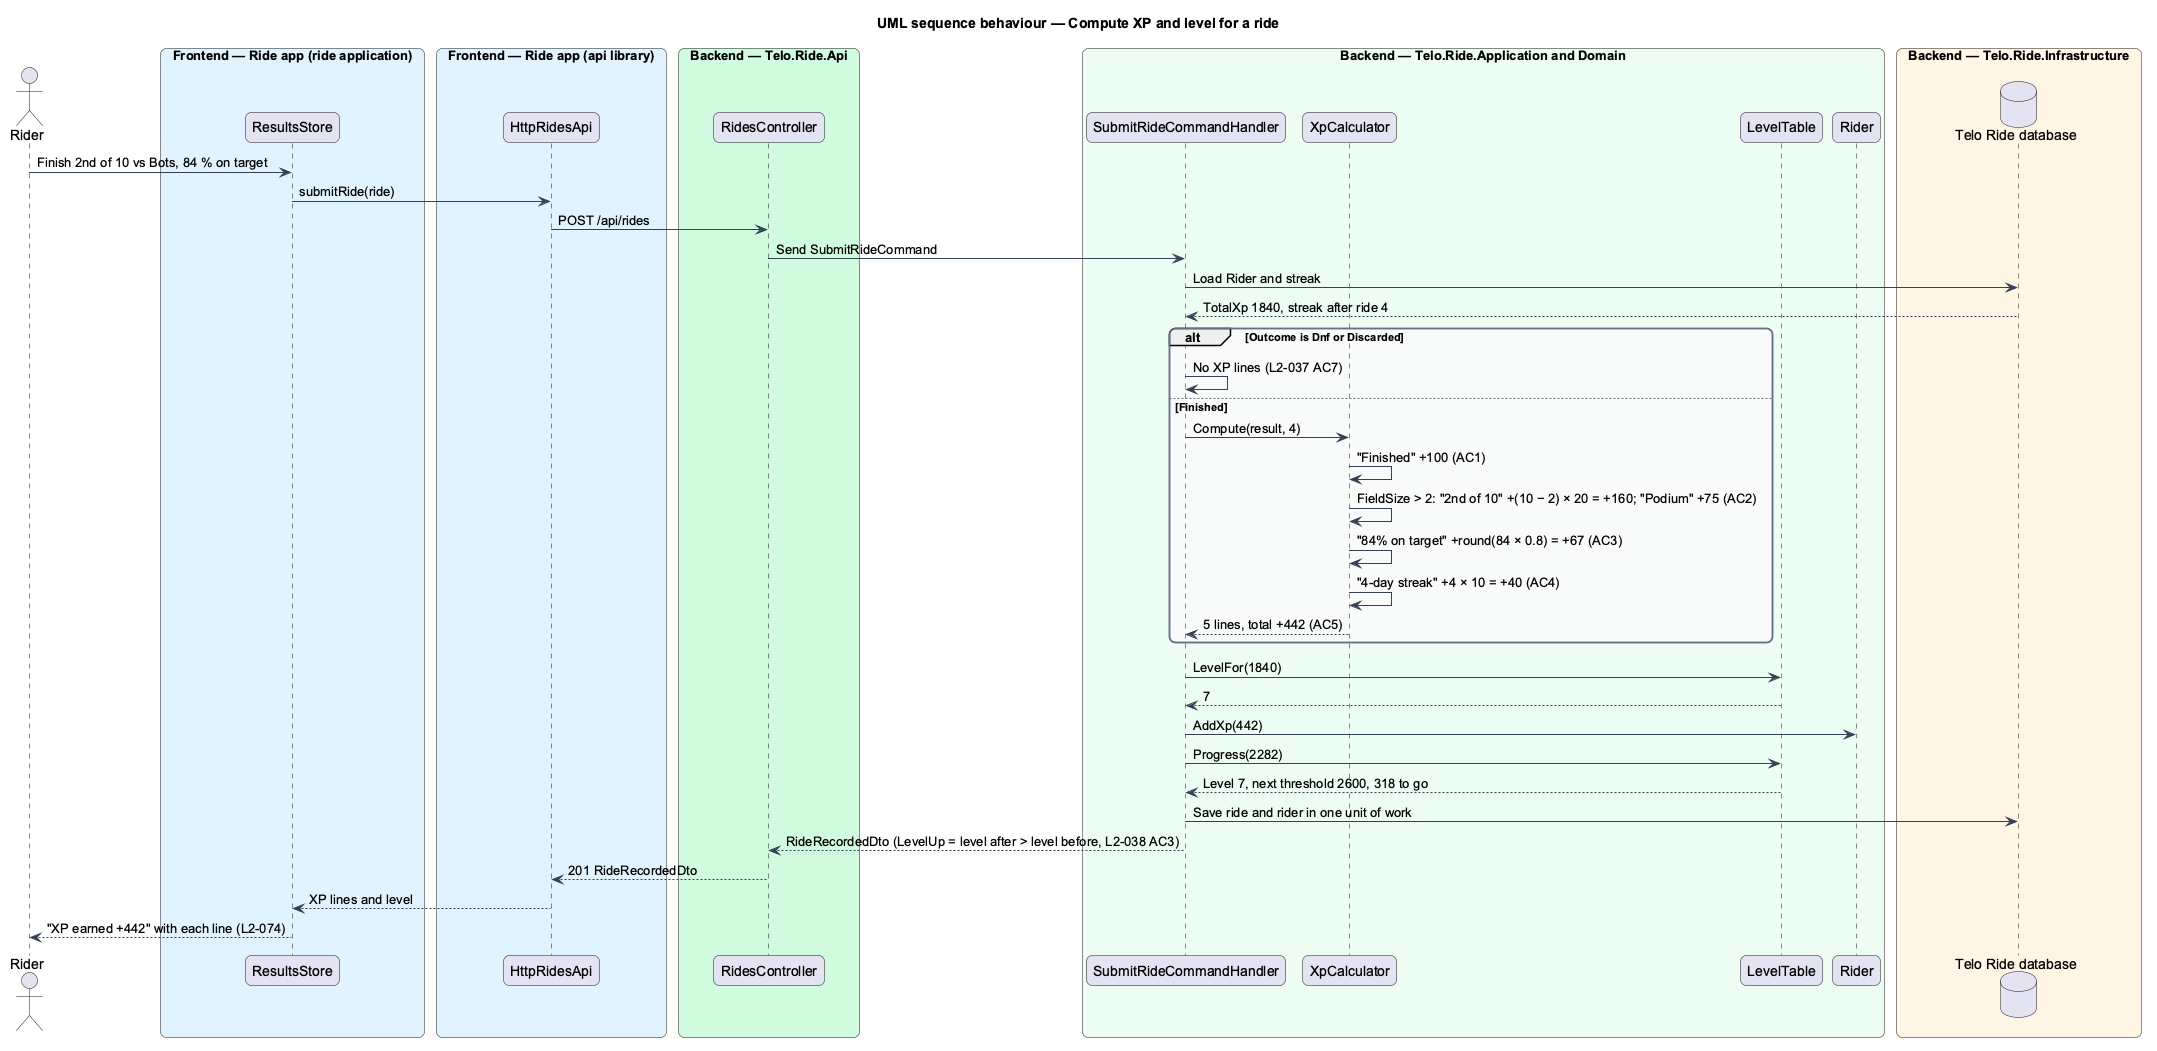 UML sequence behaviour — Compute XP and level for a ride
Frontend — Ride app (ride application)
Frontend — Ride app (api library)
Backend — Telo.Ride.Api
Backend — Telo.Ride.Application and Domain
Backend — Telo.Ride.Infrastructure
Rider
ResultsStore
HttpRidesApi
RidesController
SubmitRideCommandHandler
XpCalculator
LevelTable
Rider
Telo Ride database
Finish 2nd of 10 vs Bots, 84 % on target
submitRide(ride)
POST /api/rides
Send SubmitRideCommand
Load Rider and streak
TotalXp 1840, streak after ride 4
alt
[Outcome is Dnf or Discarded]
No XP lines (L2-037 AC7)
[Finished]
Compute(result, 4)
"Finished" +100 (AC1)
FieldSize > 2: "2nd of 10" +(10 − 2) × 20 = +160; "Podium" +75 (AC2)
"84% on target" +round(84 × 0.8) = +67 (AC3)
"4-day streak" +4 × 10 = +40 (AC4)
5 lines, total +442 (AC5)
LevelFor(1840)
7
AddXp(442)
Progress(2282)
Level 7, next threshold 2600, 318 to go
Save ride and rider in one unit of work
RideRecordedDto (LevelUp = level after > level before, L2-038 AC3)
201 RideRecordedDto
XP lines and level
"XP earned +442" with each line (L2-074)
Rider
ResultsStore
HttpRidesApi
RidesController
SubmitRideCommandHandler
XpCalculator
LevelTable
Rider
Telo Ride database